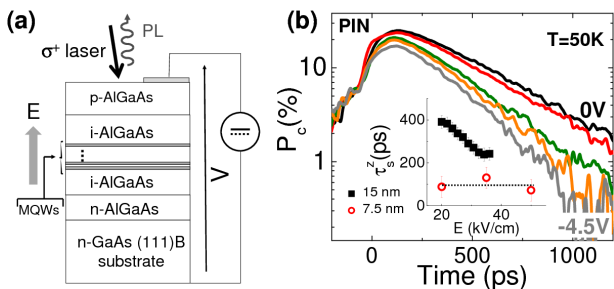 (a)
PL
σ+ laser
p-AlGaAs
E
i-AlGaAs
i-AlGaAs
MQWs
n-AlGaAs
n-GaAs (111)B
substrate
V
(b)
PIN
T=50K
0V
-4.5V
10
1
Pc(%)
0
500
1000
Time (ps)
400
200
0
τsz(ps)
15 nm
7.5 nm
20
40
E (kV/cm)